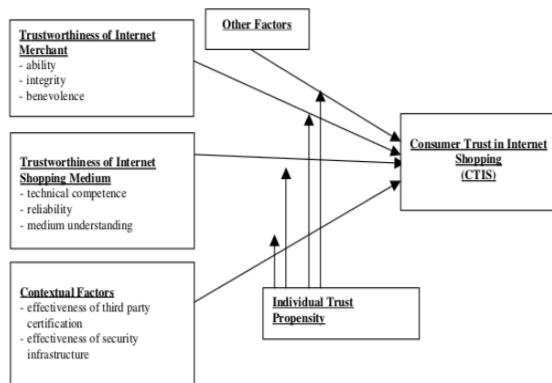 Trustworthiness of Internet
Merchant
- ability
- integrity
- benevolence
Other Factors
Trustworthiness of Internet
Shopping Medium
- technical competence
- reliability
- medium understanding
Consumer Trust in Internet
Shopping
(CTIS)
Contextual Factors
- effectiveness of third party
certification
- effectiveness of security
infrastructure
Individual Trust
Propensity